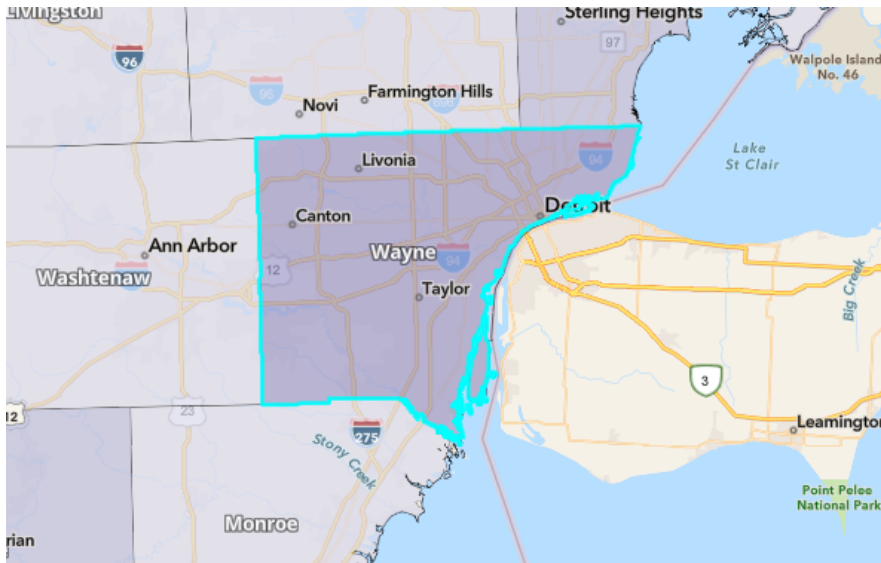 Livingston
Sterling Heights
97
96
Walpole Island
No. 46
Farmington Hills
96
696
Novi
Lake
St Clair
94
Livonia
Detroit
Canton
Ann Arbor
Wayne
94
12
Washtenaw
Taylor
Big Creek
3
12
23
Leamington
275
Stony Creek
Point Pelee
National Park
Monroe
rian